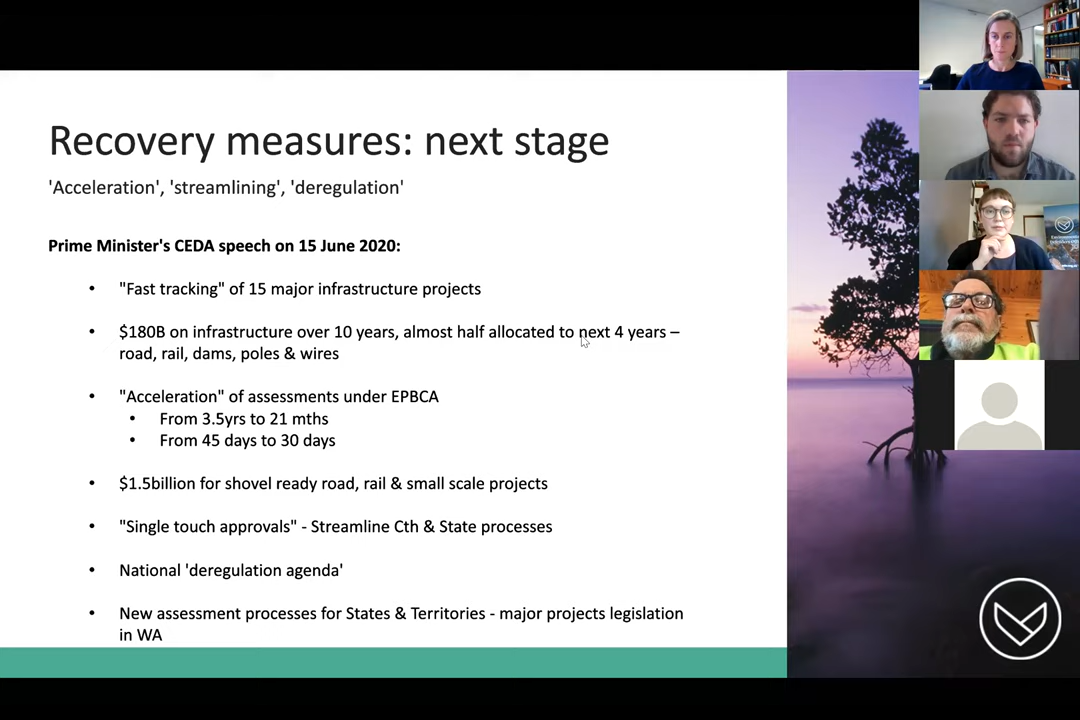 Recovery measures: next stage
'Acceleration', 'streamlining', 'deregulation'
Prime Minister's CEDA speech on 15 June 2020:
• "Fast tracking" of 15 major infrastructure projects
• $180B on infrastructure over 10 years, almost half allocated to next 4 years –
road, rail, dams, poles & wires
• "Acceleration" of assessments under EPBCA
• From 3.5yrs to 21 mths
• From 45 days to 30 days
• $1.5billion for shovel ready road, rail & small scale projects
• "Single touch approvals" - Streamline Cth & State processes
• National 'deregulation agenda'
• New assessment processes for States & Territories - major projects legislation
in WA